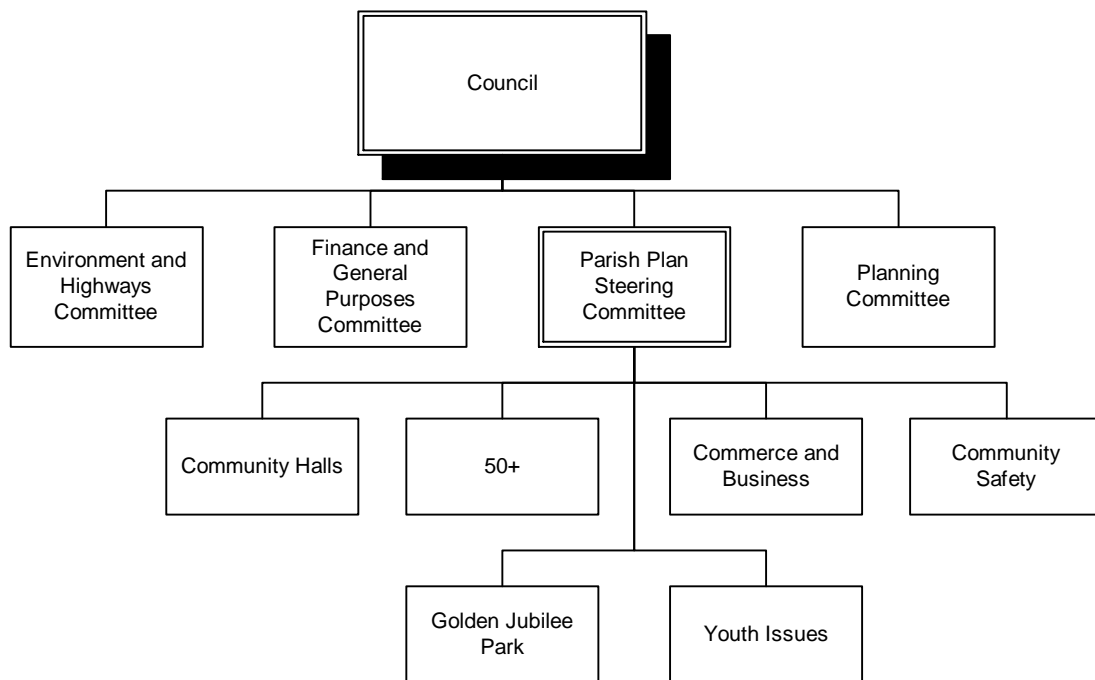 Council
Environment and
Highways
Committee
Finance and
General
Purposes
Committee
Parish Plan
Steering
Committee
Planning
Committee
Community Halls
50+
Commerce and
Business
Community
Safety
Golden Jubilee
Park
Youth Issues